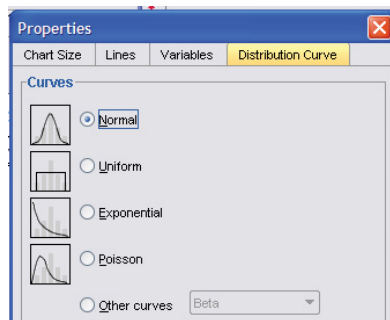 Properties
Chart Size Lines Variables Distribution Curve
Curves
Normal
Uniform
Exponential
Poisson
Other curves Beta